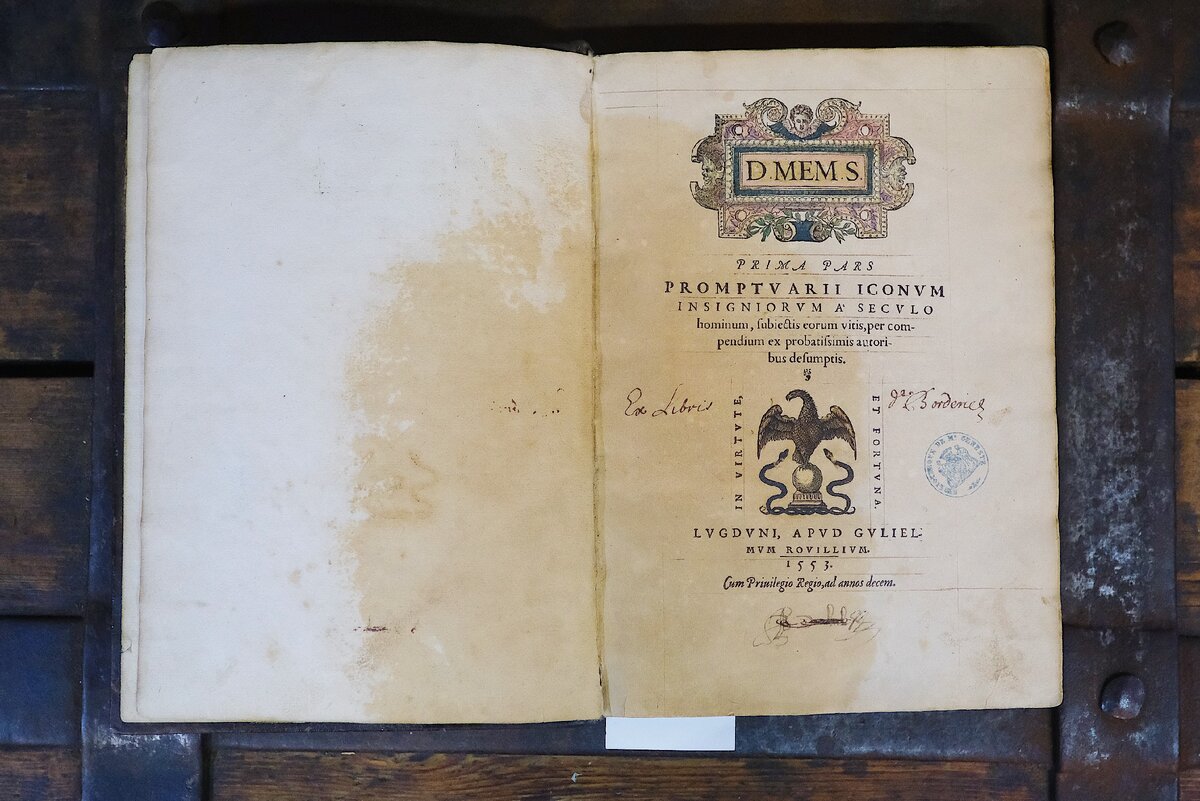 D.MEM.S.
PRIMA PARS
PROMPTVARII ICONVM
INSIGNIORVM A' SECVLO
hominum, ſubiectis eorum vitis, per com-
pendium ex probatiſsimis autori-
bus deſumptis.
Ex Libris
IN VIRTVTE,
ET FORTVNA.
LVGDVNI, APVD GVLIEL-
MVM ROVILLIVM.
1553.
Cum Priuilegio Regio, ad annos decem.